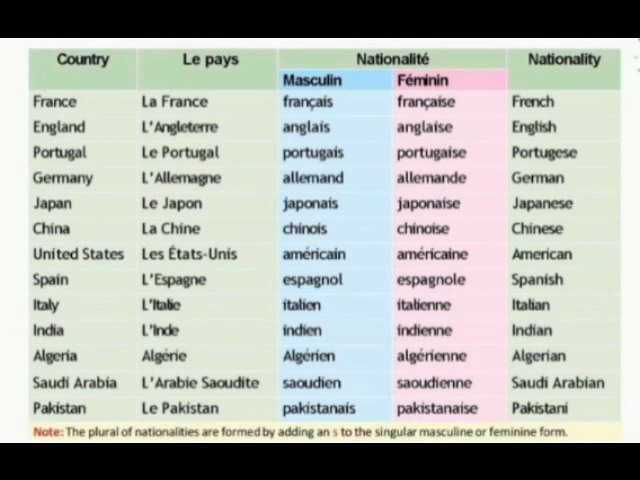 Country Le pays Nationalité Nationality
Masculin Féminin
France La France français française French
England L'Angleterre anglais anglaise English
Portugal Le Portugal portugais portugaise Portugese
Germany L'Allemagne allemand allemande German
Japan Le Japon japonais japonaise Japanese
China La Chine chinois chinoise Chinese
United States Les États-Unis américain américaine American
Spain L'Espagne espagnol espagnole Spanish
Italy L'Italie italien italienne Italian
India L'Inde indien indienne Indian
Algeria Algérie Algérien algérienne Algerian
Saudi Arabia L'Arabie Saoudite saoudien saoudienne Saudi Arabian
Pakistan Le Pakistan pakistanais pakistanaise Pakistani
Note: The plural of nationalities are formed by adding an s to the singular masculine or feminine form.